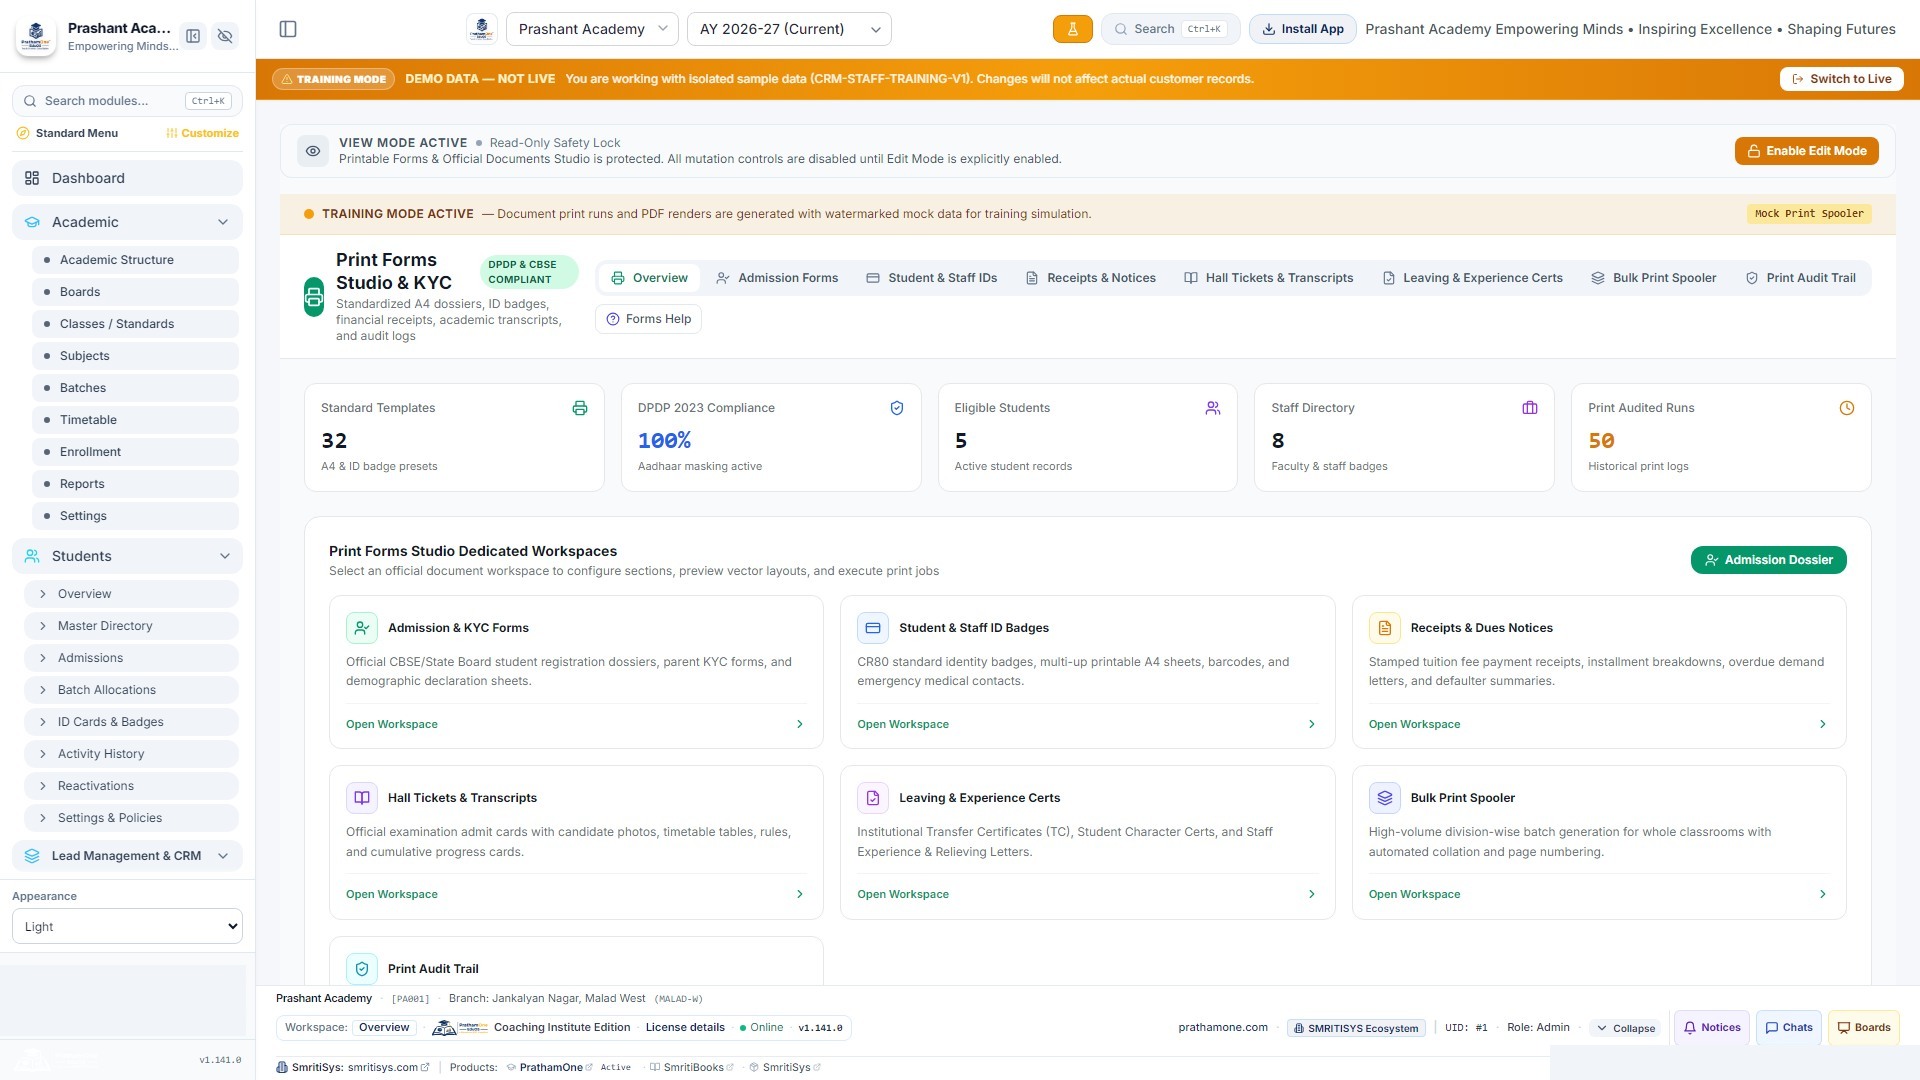 Prashant Aca...
Empowering Minds...
Search modules... Ctrl+K
Standard Menu Customize
Dashboard
Academic
Academic Structure
Boards
Classes / Standards
Subjects
Batches
Timetable
Enrollment
Reports
Settings
Students
Overview
Master Directory
Admissions
Batch Allocations
ID Cards & Badges
Activity History
Reactivations
Settings & Policies
Lead Management & CRM
Appearance
Light
v1.141.0
Prashant Academy AY 2026-27 (Current) Search Ctrl+K Install App Prashant Academy Empowering Minds • Inspiring Excellence • Shaping Futures
TRAINING MODE DEMO DATA — NOT LIVE You are working with isolated sample data (CRM-STAFF-TRAINING-V1). Changes will not affect actual customer records. Switch to Live
VIEW MODE ACTIVE Read-Only Safety Lock
Printable Forms & Official Documents Studio is protected. All mutation controls are disabled until Edit Mode is explicitly enabled.
Enable Edit Mode
TRAINING MODE ACTIVE — Document print runs and PDF renders are generated with watermarked mock data for training simulation. Mock Print Spooler
Print Forms
Studio & KYC
DPDP & CBSE
COMPLIANT
Standardized A4 dossiers, ID badges,
financial receipts, academic transcripts,
and audit logs
Overview Admission Forms Student & Staff IDs Receipts & Notices Hall Tickets & Transcripts Leaving & Experience Certs Bulk Print Spooler Print Audit Trail
Forms Help
Standard Templates
32
A4 & ID badge presets
DPDP 2023 Compliance
100%
Aadhaar masking active
Eligible Students
5
Active student records
Staff Directory
8
Faculty & staff badges
Print Audited Runs
50
Historical print logs
Print Forms Studio Dedicated Workspaces
Select an official document workspace to configure sections, preview vector layouts, and execute print jobs
Admission Dossier
Admission & KYC Forms
Official CBSE/State Board student registration dossiers, parent KYC forms, and
demographic declaration sheets.
Open Workspace
Student & Staff ID Badges
CR80 standard identity badges, multi-up printable A4 sheets, barcodes, and
emergency medical contacts.
Open Workspace
Receipts & Dues Notices
Stamped tuition fee payment receipts, installment breakdowns, overdue demand
letters, and defaulter summaries.
Open Workspace
Hall Tickets & Transcripts
Official examination admit cards with candidate photos, timetable tables, rules,
and cumulative progress cards.
Open Workspace
Leaving & Experience Certs
Institutional Transfer Certificates (TC), Student Character Certs, and Staff
Experience & Relieving Letters.
Open Workspace
Bulk Print Spooler
High-volume division-wise batch generation for whole classrooms with
automated collation and page numbering.
Open Workspace
Print Audit Trail
Prashant Academy · [PA001] · Branch: Jankalyan Nagar, Malad West (MALAD-W)
Workspace: Overview · Coaching Institute Edition · License details · Online · v1.141.0
prathamone.com · SMRITISYS Ecosystem | UID: #1 · Role: Admin · Collapse Notices Chats Boards
SmritiSys: smritisys.com | Products: PrathamOne Active · SmritiBooks · SmritiSys